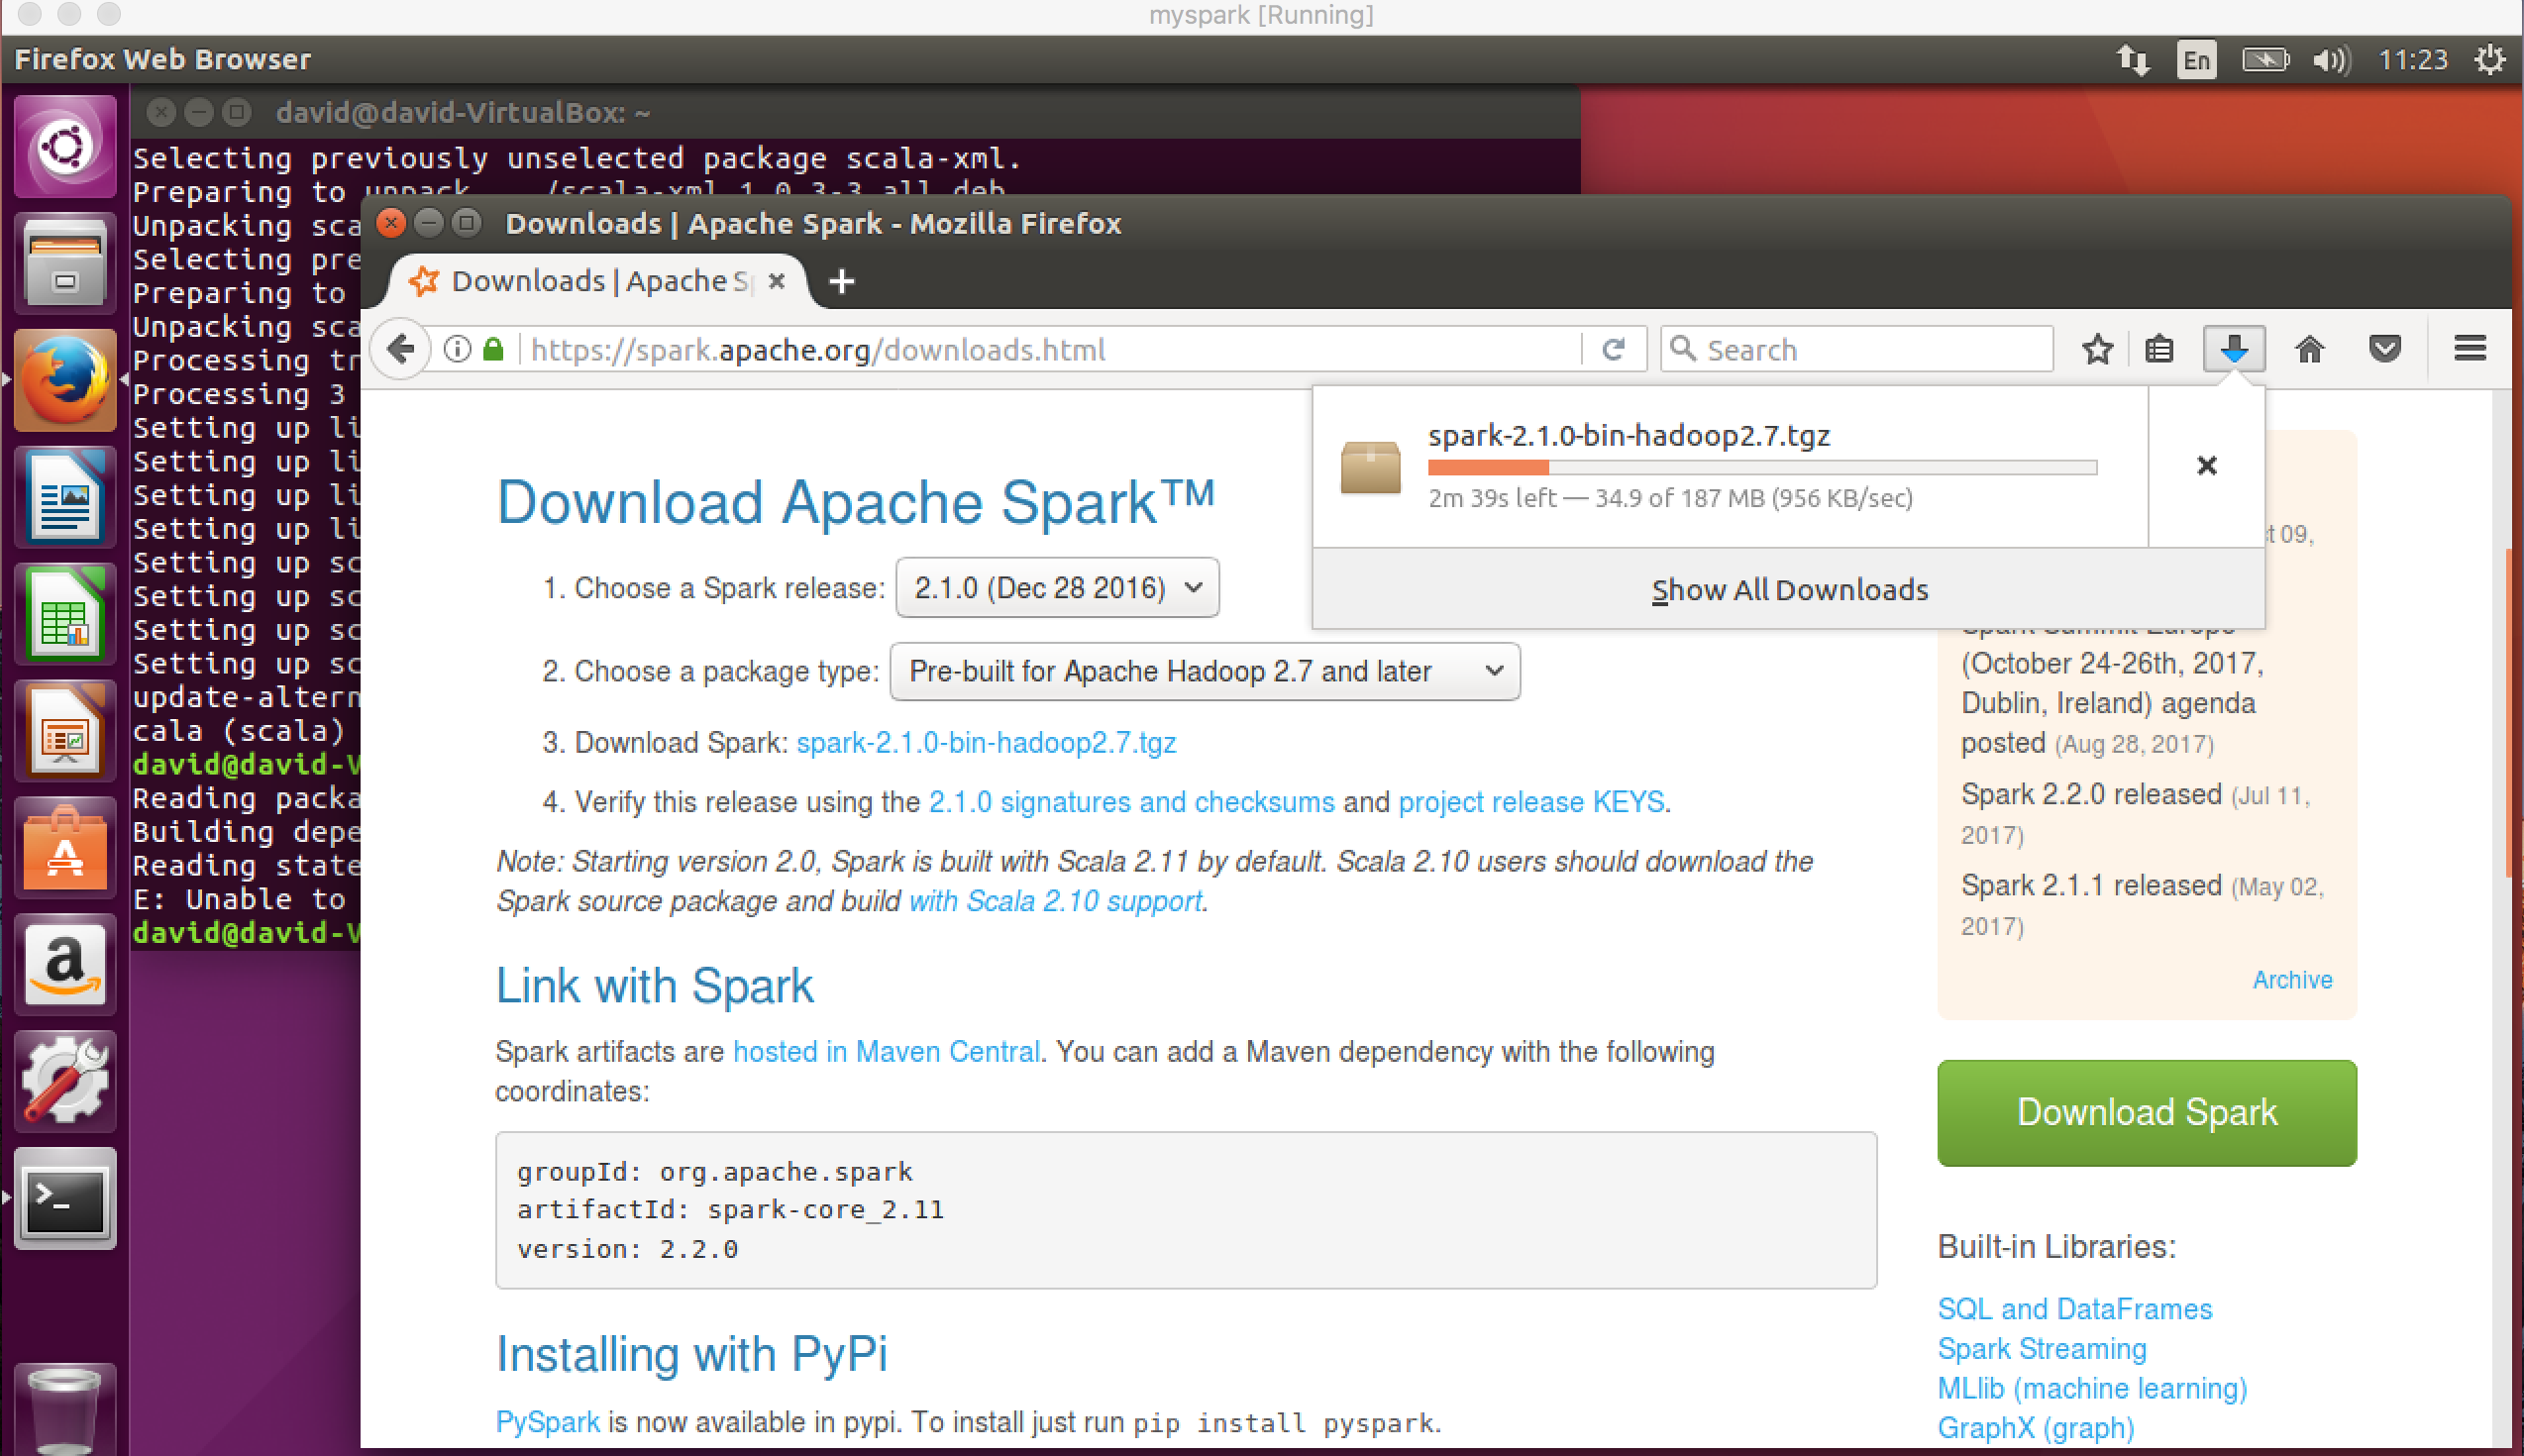 myspark [Running]
Firefox Web Browser
En
11:23
david@david-VirtualBox: ~
Selecting previously unselected package scala-xml.
Preparing to unpack .../scala-xml_1.0.3-3_all.deb
Unpacking sca
Selecting pre
Preparing to
Unpacking sca
Processing tr
Processing 3
Setting up li
Setting up li
Setting up li
Setting up li
Setting up sc
Setting up sc
Setting up sc
Setting up sc
update-altern
cala (scala)
david@david-V
Reading packa
Building depe
Reading state
E: Unable to
david@david-V
Downloads | Apache Spark - Mozilla Firefox
Downloads | Apache Sp
https://spark.apache.org/downloads.html
Search
spark-2.1.0-bin-hadoop2.7.tgz
2m 39s left — 34.9 of 187 MB (956 KB/sec)
Show All Downloads
Download Apache Spark™
1. Choose a Spark release: 2.1.0 (Dec 28 2016)
2. Choose a package type: Pre-built for Apache Hadoop 2.7 and later
3. Download Spark: spark-2.1.0-bin-hadoop2.7.tgz
4. Verify this release using the 2.1.0 signatures and checksums and project release KEYS.
Note: Starting version 2.0, Spark is built with Scala 2.11 by default. Scala 2.10 users should download the
Spark source package and build with Scala 2.10 support.
Link with Spark
Spark artifacts are hosted in Maven Central. You can add a Maven dependency with the following
coordinates:
groupId: org.apache.spark
artifactId: spark-core_2.11
version: 2.2.0
Installing with PyPi
PySpark is now available in pypi. To install just run pip install pyspark.
09,
Spark Summit Europe
(October 24-26th, 2017,
Dublin, Ireland) agenda
posted (Aug 28, 2017)
Spark 2.2.0 released (Jul 11,
2017)
Spark 2.1.1 released (May 02,
2017)
Archive
Download Spark
Built-in Libraries:
SQL and DataFrames
Spark Streaming
MLlib (machine learning)
GraphX (graph)